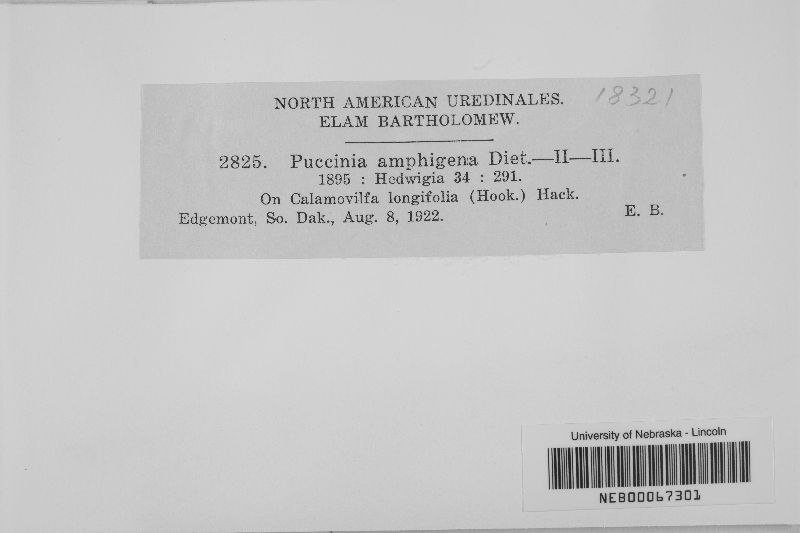 NORTH AMERICAN UREDINALES. 18321
ELAM BARTHOLOMEW.
2825. Puccinia amphigena Diet.—II—III.
1895 : Hedwigia 34 : 291.
On Calamovilfa longifolia (Hook.) Hack.
Edgemont, So. Dak., Aug. 8, 1922. E. B.
University of Nebraska - Lincoln
NEB00067301